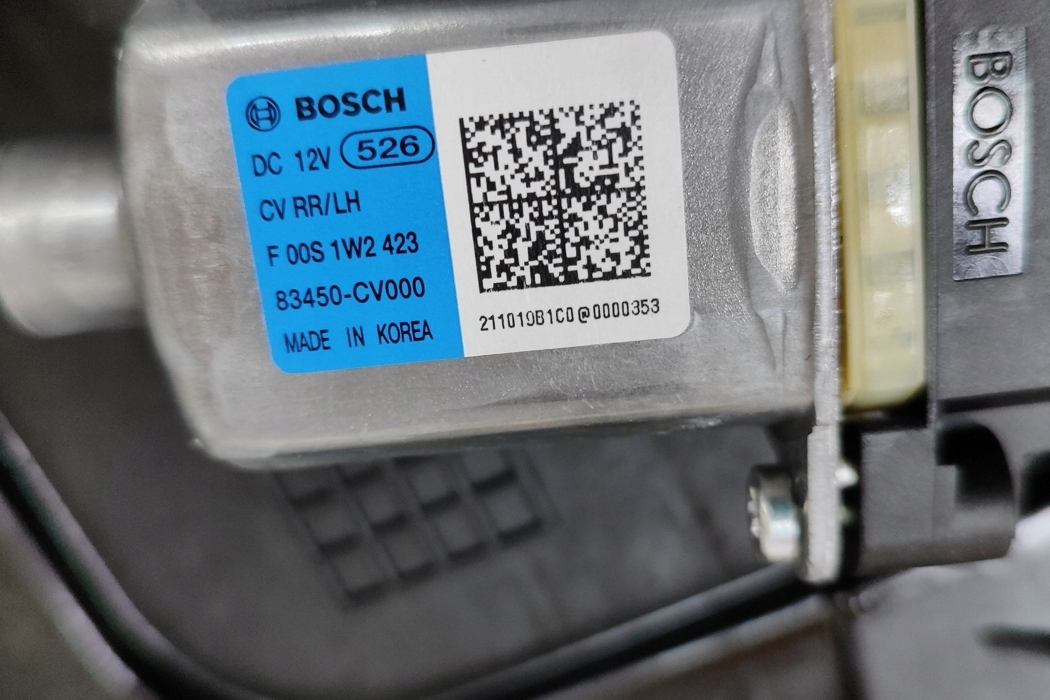 BOSCH
DC 12V 526
CV RR/LH
F 00S 1W2 423
83450-CV000
MADE IN KOREA
211019B1C0@0000353
BOSCH